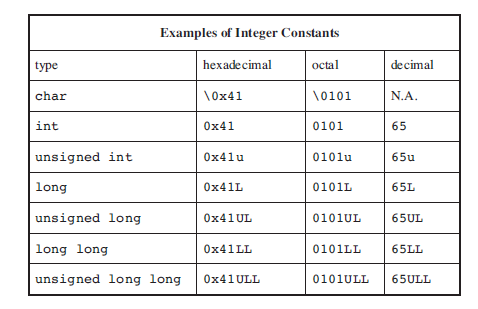 Examples of Integer Constants
type hexadecimal octal decimal
char \0x41 \0101 N.A.
int 0x41 0101 65
unsigned int 0x41u 0101u 65u
long 0x41L 0101L 65L
unsigned long 0x41UL 0101UL 65UL
long long 0x41LL 0101LL 65LL
unsigned long long 0x41ULL 0101ULL 65ULL